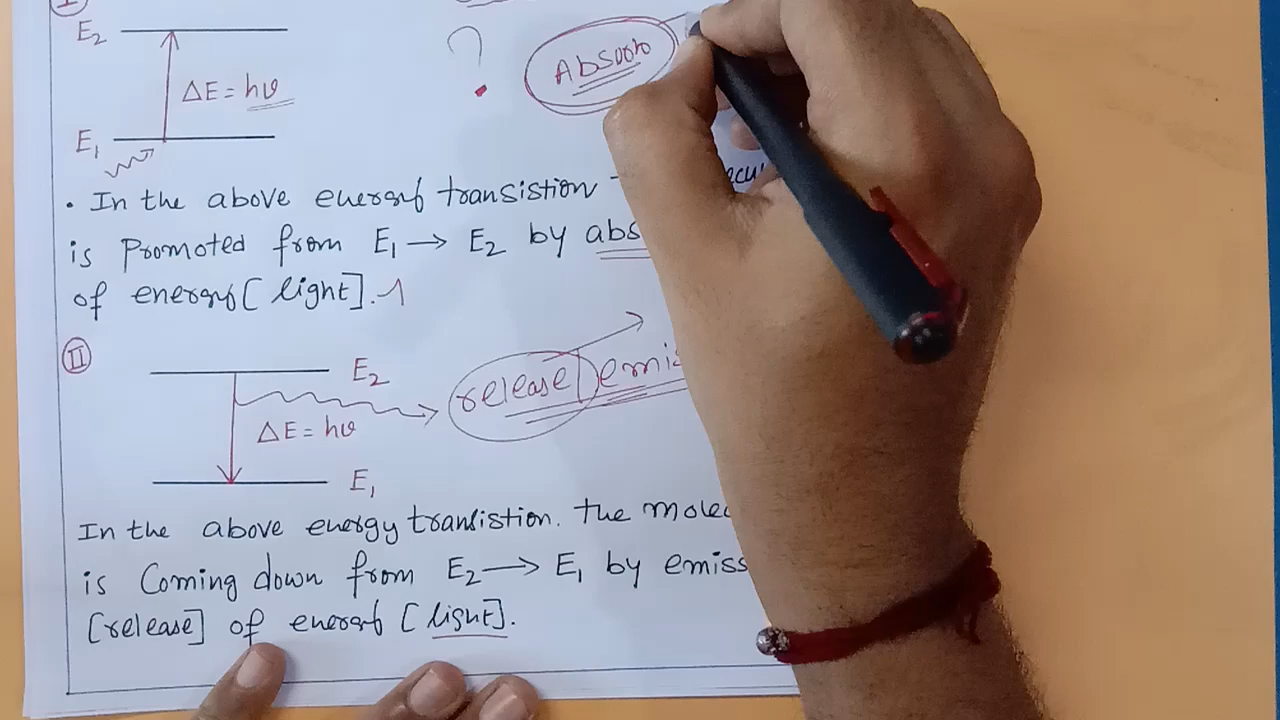 I
E₂
ΔE = hυ
E₁
?
Absorb
• In the above energy transistion
is Promoted from E₁ → E₂ by abs
of energy [light].
II
E₂
release | emis
ΔE = hυ
E₁
In the above energy transistion. The molec
is Coming down from E₂ → E₁ by emiss
[release] of energy [light].